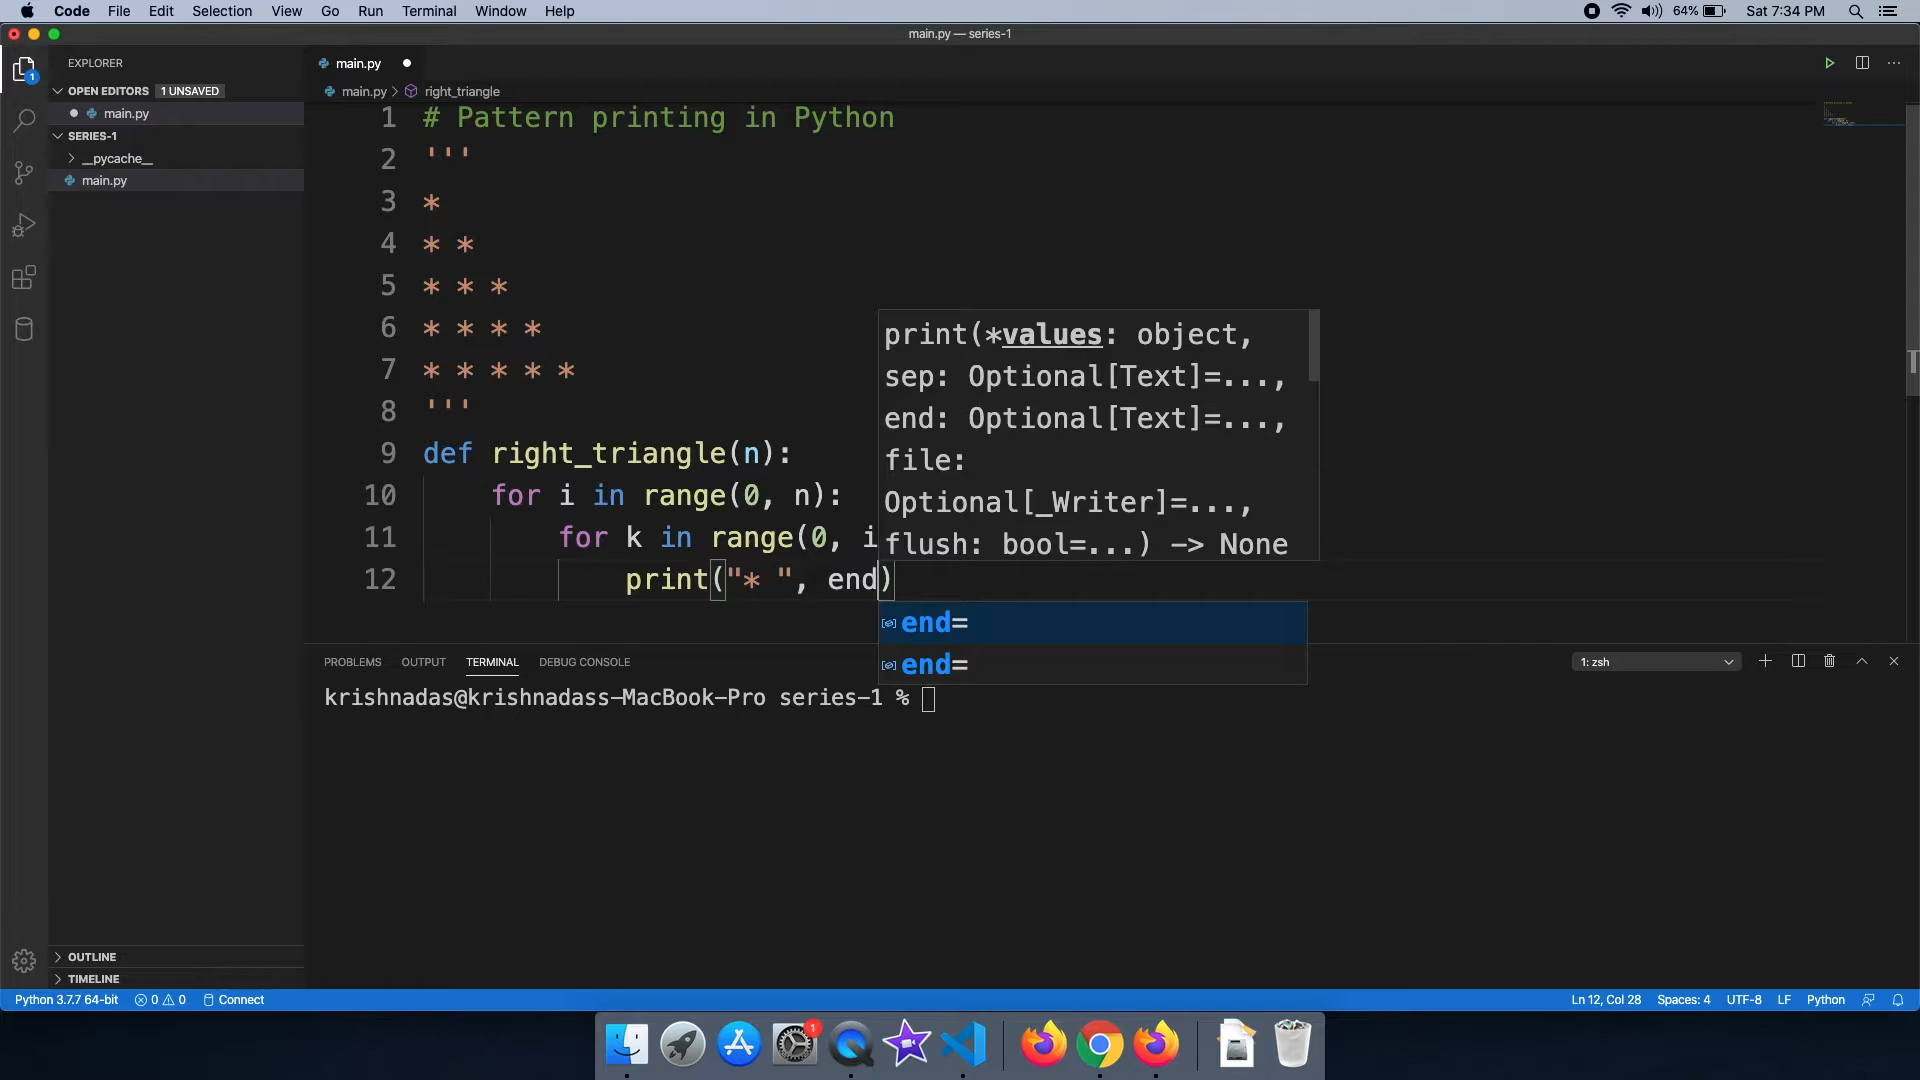 Code File Edit Selection View Go Run Terminal Window Help 64% Sat 7:34 PM
main.py — series-1
EXPLORER
main.py
OPEN EDITORS 1 UNSAVED
main.py > right_triangle
main.py
SERIES-1
__pycache__
main.py
1 # Pattern printing in Python
2 '''
3 *
4 * *
5 * * *
6 * * * *
7 * * * * *
8 '''
9 def right_triangle(n):
10 for i in range(0, n):
11 for k in range(0, i
12 print("* ", end)
print(*values: object,
sep: Optional[Text]=...,
end: Optional[Text]=...,
file:
Optional[_Writer]=...,
flush: bool=...) -> None
end=
end=
PROBLEMS OUTPUT TERMINAL DEBUG CONSOLE 1: zsh
krishnadas@krishnadass-MacBook-Pro series-1 %
OUTLINE
TIMELINE
Python 3.7.7 64-bit 0 0 Connect Ln 12, Col 28 Spaces: 4 UTF-8 LF Python
1
1